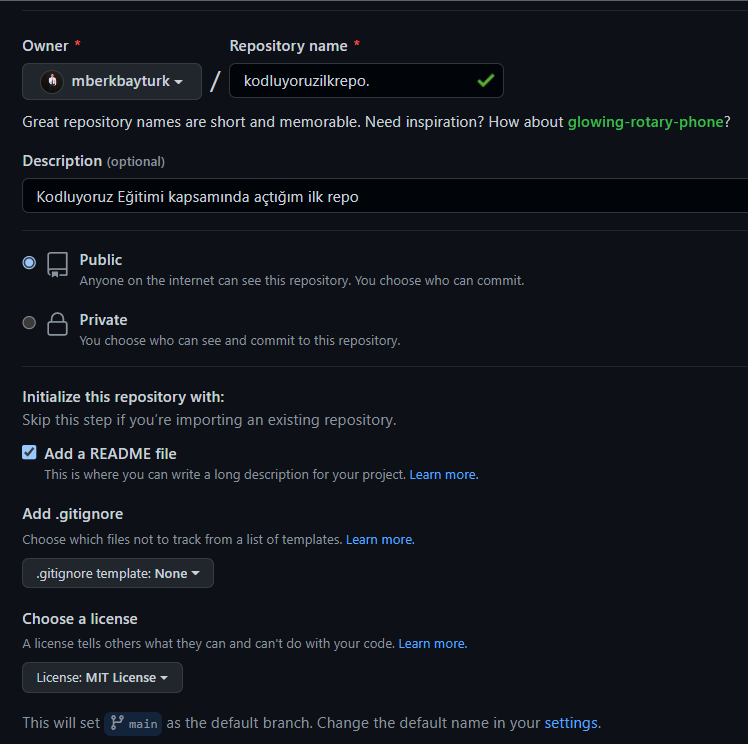 Owner * Repository name *
mberkbayturk / kodluyoruzilkrepo.
Great repository names are short and memorable. Need inspiration? How about glowing-rotary-phone?
Description (optional)
Kodluyoruz Eğitimi kapsamında açtığım ilk repo
Public
Anyone on the internet can see this repository. You choose who can commit.
Private
You choose who can see and commit to this repository.
Initialize this repository with:
Skip this step if you're importing an existing repository.
Add a README file
This is where you can write a long description for your project. Learn more.
Add .gitignore
Choose which files not to track from a list of templates. Learn more.
.gitignore template: None
Choose a license
A license tells others what they can and can't do with your code. Learn more.
License: MIT License
This will set main as the default branch. Change the default name in your settings.